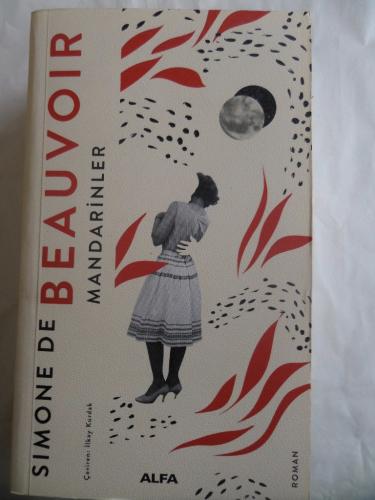 SIMONE DE
BEAUVOIR
MANDARİNLER
Çeviren: İlkay Kurdak
ALFA
ROMAN